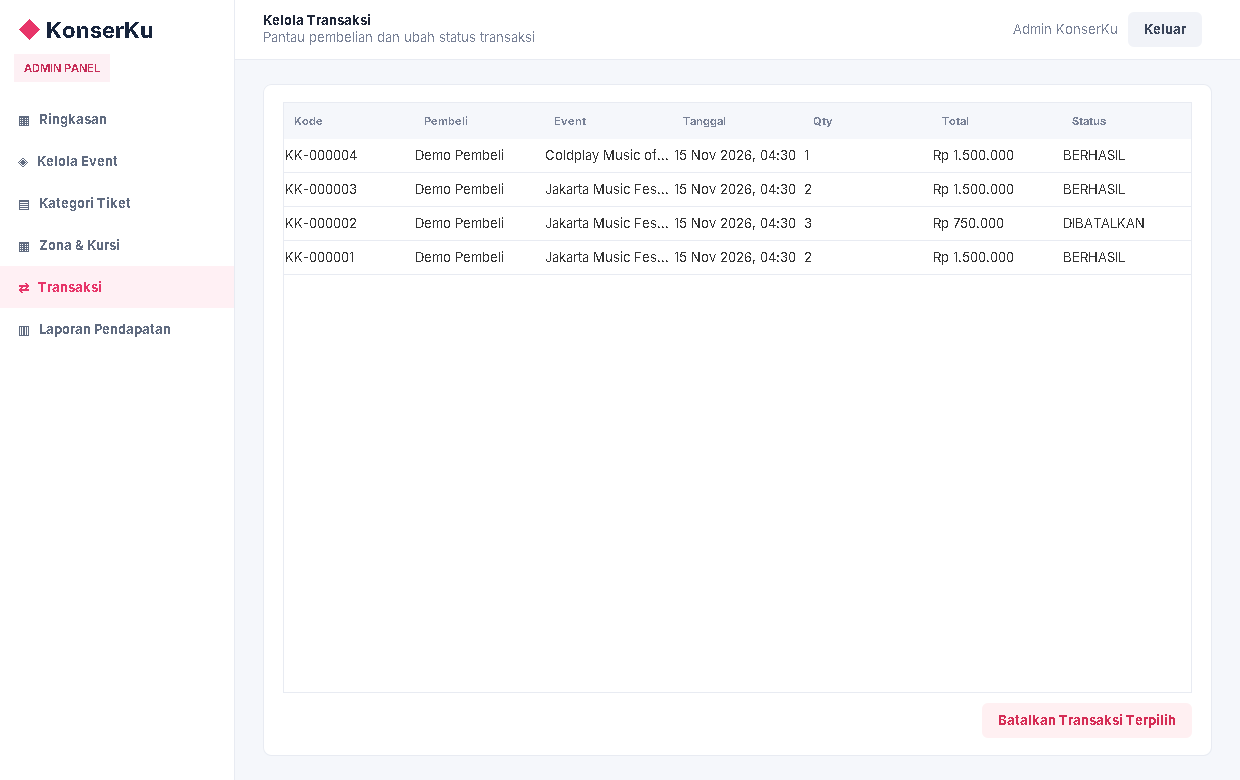 KonserKu
ADMIN PANEL
Ringkasan
Kelola Event
Kategori Tiket
Zona & Kursi
Transaksi
Laporan Pendapatan
Kelola Transaksi
Pantau pembelian dan ubah status transaksi
Admin KonserKu
Keluar
Kode Pembeli Event Tanggal Qty Total Status
KK-000004 Demo Pembeli Coldplay Music of... 15 Nov 2026, 04:30 1 Rp 1.500.000 BERHASIL
KK-000003 Demo Pembeli Jakarta Music Fes... 15 Nov 2026, 04:30 2 Rp 1.500.000 BERHASIL
KK-000002 Demo Pembeli Jakarta Music Fes... 15 Nov 2026, 04:30 3 Rp 750.000 DIBATALKAN
KK-000001 Demo Pembeli Jakarta Music Fes... 15 Nov 2026, 04:30 2 Rp 1.500.000 BERHASIL
Batalkan Transaksi Terpilih